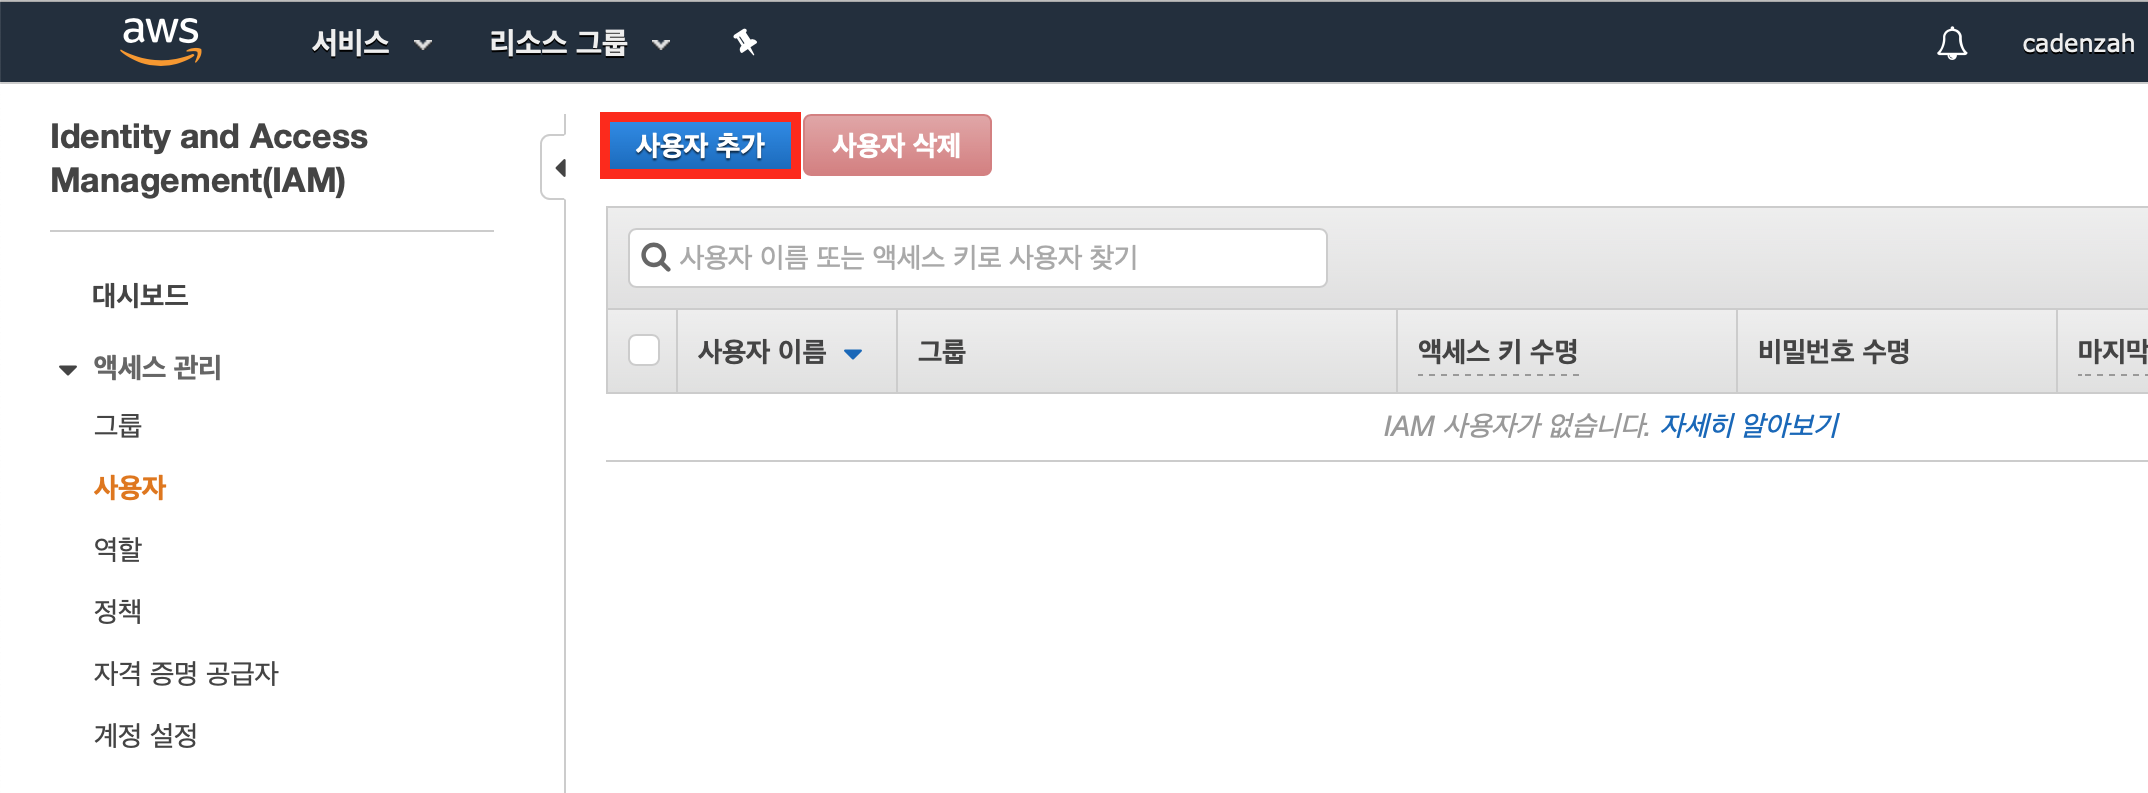 aws 서비스 리소스 그룹 cadenzah
Identity and Access
Management(IAM)
대시보드
액세스 관리
그룹
사용자
역할
정책
자격 증명 공급자
계정 설정
사용자 추가 사용자 삭제
사용자 이름 또는 액세스 키로 사용자 찾기
사용자 이름 그룹 액세스 키 수명 비밀번호 수명 마지막
IAM 사용자가 없습니다. 자세히 알아보기